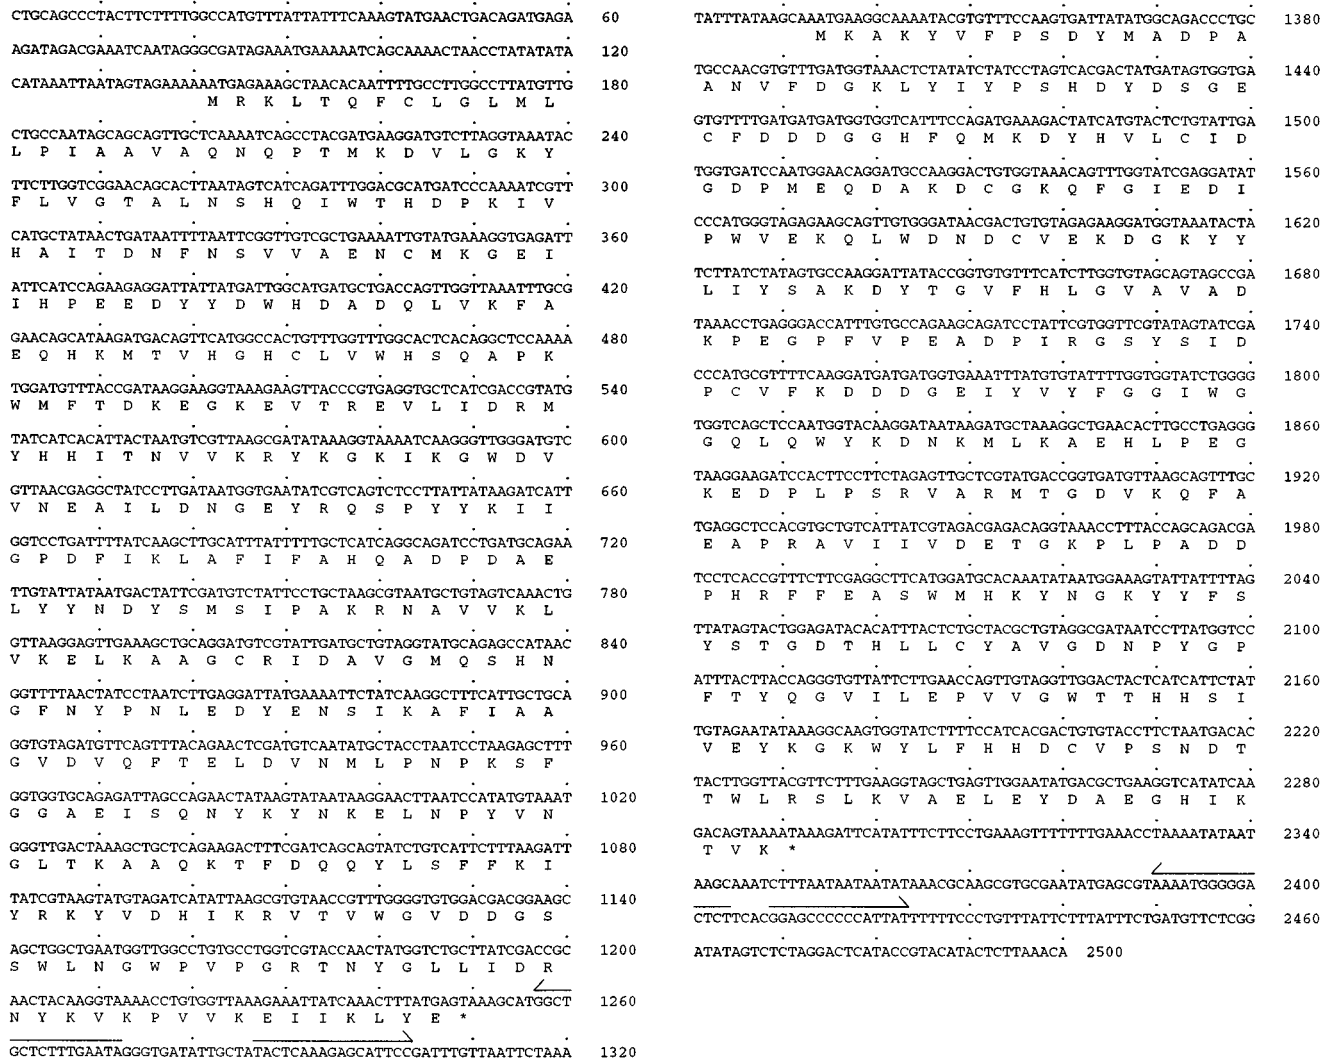 CTGCAGCCCTACTTCTTTTGGCCATGTTTATTATTTCAAAGTATGAACTGACAGATGAGA 60
AGATAGACGAAATCAATAGGGCGATAGAAATGAAAAATCAGCAAAACTAACCTATATATA 120
CATAAATTAATAGTAGAAAAAAATGAGAAAGCTAACACAATTTTGCCTTGGCCTTATGTTG 180
M R K L T Q F C L G L M L
CTGCCAATAGCAGCAGTTGCTCAAAATCAGCCTACGATGAAGGATGTCTTAGGTAAATAC 240
L P I A A V A Q N Q P T M K D V L G K Y
TTCTTGGTCGGAACAGCACTTAATAGTCATCAGATTTGGACGCATGATCCCAAAATCGTT 300
F L V G T A L N S H Q I W T H D P K I V
CATGCTATAACTGATAATTTTAATTCGGTTGTCGCTGAAAATTGTATGAAAGGTGAGATT 360
H A I T D N F N S V V A E N C M K G E I
ATTCATCCAGAAGAGGATTATTATGATTGGCATGATGCTGACCAGTTGGTTAAATTTGCG 420
I H P E E D Y Y D W H D A D Q L V K F A
GAACAGCATAAGATGACAGTTCATGGCCACTGTTTGGTTTGGCACTCACAGGCTCCAAAA 480
E Q H K M T V H G H C L V W H S Q A P K
TGGATGTTTACCGATAAGGAAGGTAAAGAAGTTACCCGTGAGGTGCTCATCGACCGTATG 540
W M F T D K E G K E V T R E V L I D R M
TATCATCACATTACTAATGTCGTTAAGCGATATAAAGGTAAAATCAAGGGTTGGGATGTC 600
Y H H I T N V V K R Y K G K I K G W D V
GTTAACGAGGCTATCCTTGATAATGGTGAATATCGTCAGTCTCCTTATTATAAGATCATT 660
V N E A I L D N G E Y R Q S P Y Y K I I
GGTCCTGATTTTATCAAGCTTGCATTTATTTTTGCTCATCAGGCAGATCCTGATGCAGAA 720
G P D F I K L A F I F A H Q A D P D A E
TTGTATTATAATGACTATTCGATGTCTATTCCTGCTAAGCGTAATGCTGTAGTCAAACTG 780
L Y Y N D Y S M S I P A K R N A V V K L
GTTAAGGAGTTGAAAGCTGCAGGATGTCGTATTGATGCTGTAGGTATGCAGAGCCATAAC 840
V K E L K A A G C R I D A V G M Q S H N
GGTTTTAACTATCCTAATCTTGAGGATTATGAAAATTCTATCAAGGCTTTCATTGCTGCA 900
G F N Y P N L E D Y E N S I K A F I A A
GGTGTAGATGTTCAGTTTACAGAACTCGATGTCAATATGCTACCTAATCCTAAGAGCTTT 960
G V D V Q F T E L D V N M L P N P K S F
GGTGGTGCAGAGATTAGCCAGAACTATAAGTATAATAAGGAACTTAATCCATATGTAAAT 1020
G G A E I S Q N Y K Y N K E L N P Y V N
GGGTTGACTAAAGCTGCTCAGAAGACTTTCGATCAGCAGTATCTGTCATTCTTTAAGATT 1080
G L T K A A Q K T F D Q Q Y L S F F K I
TATCGTAAGTATGTAGATCATATTAAGCGTGTAACCGTTTGGGGTGTGGACGACGGAAGC 1140
Y R K Y V D H I K R V T V W G V D D G S
AGCTGGCTGAATGGTTGGCCTGTGCCTGGTCGTACCAACTATGGTCTGCTTATCGACCGC 1200
S W L N G W P V P G R T N Y G L L I D R
AACTACAAGGTAAAACCTGTGGTTAAAGAAATTATCAAACTTTATGAGTAAAGCATGGCT 1260
N Y K V K P V V K E I I K L Y E *
GCTCTTTGAATAGGGTGATATTGCTATACTCAAAGAGCATTCCGATTTGTTAATTCTAAA 1320
TATTTATAAGCAAATGAAGGCAAAATACGTGTTTCCAAGTGATTATATGGCAGACCCTGC 1380
M K A K Y V F P S D Y M A D P A
TGCCAACGTGTTTGATGGTAAACTCTATATCTATCCTAGTCACGACTATGATAGTGGTGA 1440
A N V F D G K L Y I Y P S H D Y D S G E
GTGTTTTGATGATGATGGTGGTCATTTCCAGATGAAAGACTATCATGTACTCTGTATTGA 1500
C F D D D G G H F Q M K D Y H V L C I D
TGGTGATCCAATGGAACAGGATGCCAAGGACTGTGGTAAACAGTTTGGTATCGAGGATAT 1560
G D P M E Q D A K D C G K Q F G I E D I
CCCATGGGTAGAGAAGCAGTTGTGGGATAACGACTGTGTAGAGAAGGATGGTAAATACTA 1620
P W V E K Q L W D N D C V E K D G K Y Y
TCTTATCTATAGTGCCAAGGATTATACCGGTGTGTTTCATCTTGGTGTAGCAGTAGCCGA 1680
L I Y S A K D Y T G V F H L G V A V A D
TAAACCTGAGGGACCATTTGTGCCAGAAGCAGATCCTATTCGTGGTTCGTATAGTATCGA 1740
K P E G P F V P E A D P I R G S Y S I D
CCCATGCGTTTTCAAGGATGATGATGGTGAAATTTATGTGTATTTTGGTGGTATCTGGGG 1800
P C V F K D D D G E I Y V Y F G G I W G
TGGTCAGCTCCAATGGTACAAGGATAATAAGATGCTAAAGGCTGAACACTTGCCTGAGGG 1860
G Q L Q W Y K D N K M L K A E H L P E G
TAAGGAAGATCCACTTCCTTCTAGAGTTGCTCGTATGACCGGTGATGTTAAGCAGTTTGC 1920
K E D P L P S R V A R M T G D V K Q F A
TGAGGCTCCACGTGCTGTCATTATCGTAGACGAGACAGGTAAACCTTTACCAGCAGACGA 1980
E A P R A V I I V D E T G K P L P A D D
TCCTCACCGTTTCTTCGAGGCTTCATGGATGCACAAATATAATGGAAAGTATTATTTTAG 2040
P H R F F E A S W M H K Y N G K Y Y F S
TTATAGTACTGGAGATACACATTTACTCTGCTACGCTGTAGGCGATAATCCTTATGGTCC 2100
Y S T G D T H L L C Y A V G D N P Y G P
ATTTACTTACCAGGGTGTTATTCTTGAACCAGTTGTAGGTTGGACTACTCATCATTCTAT 2160
F T Y Q G V I L E P V V G W T T H H S I
TGTAGAATATAAAGGCAAGTGGTATCTTTTCCATCACGACTGTGTACCTTCTAATGACAC 2220
V E Y K G K W Y L F H H D C V P S N D T
TACTTGGTTACGTTCTTTGAAGGTAGCTGAGTTGGAATATGACGCTGAAGGTCATATCAA 2280
T W L R S L K V A E L E Y D A E G H I K
GACAGTAAAATAAAGATTCATATTTCTTCCTGAAAGTTTTTTTGAAACCTAAAATATAAT 2340
T V K *
AAGCAAATCTTTAATAATAATATAAACGCAAGCGTGCGAATATGAGCGTAAAATGGGGGA 2400
CTCTTCACGGAGCCCCCCATTATTTTTTTCCCTGTTTATTCTTTATTTCTGATGTTCTCGG 2460
ATATAGTCTCTAGGACTCATACCGTACATACTCTTAAACA 2500